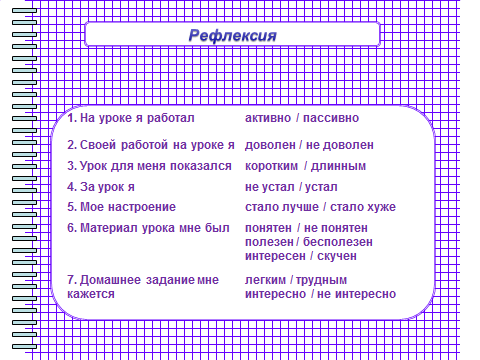 Рефлексия
1. На уроке я работал активно / пассивно
2. Своей работой на уроке я доволен / не доволен
3. Урок для меня показался коротким / длинным
4. За урок я не устал / устал
5. Мое настроение стало лучше / стало хуже
6. Материал урока мне был понятен / не понятен
полезен / бесполезен
интересен / скучен
7. Домашнее задание мне легким / трудным
кажется интересно / не интересно